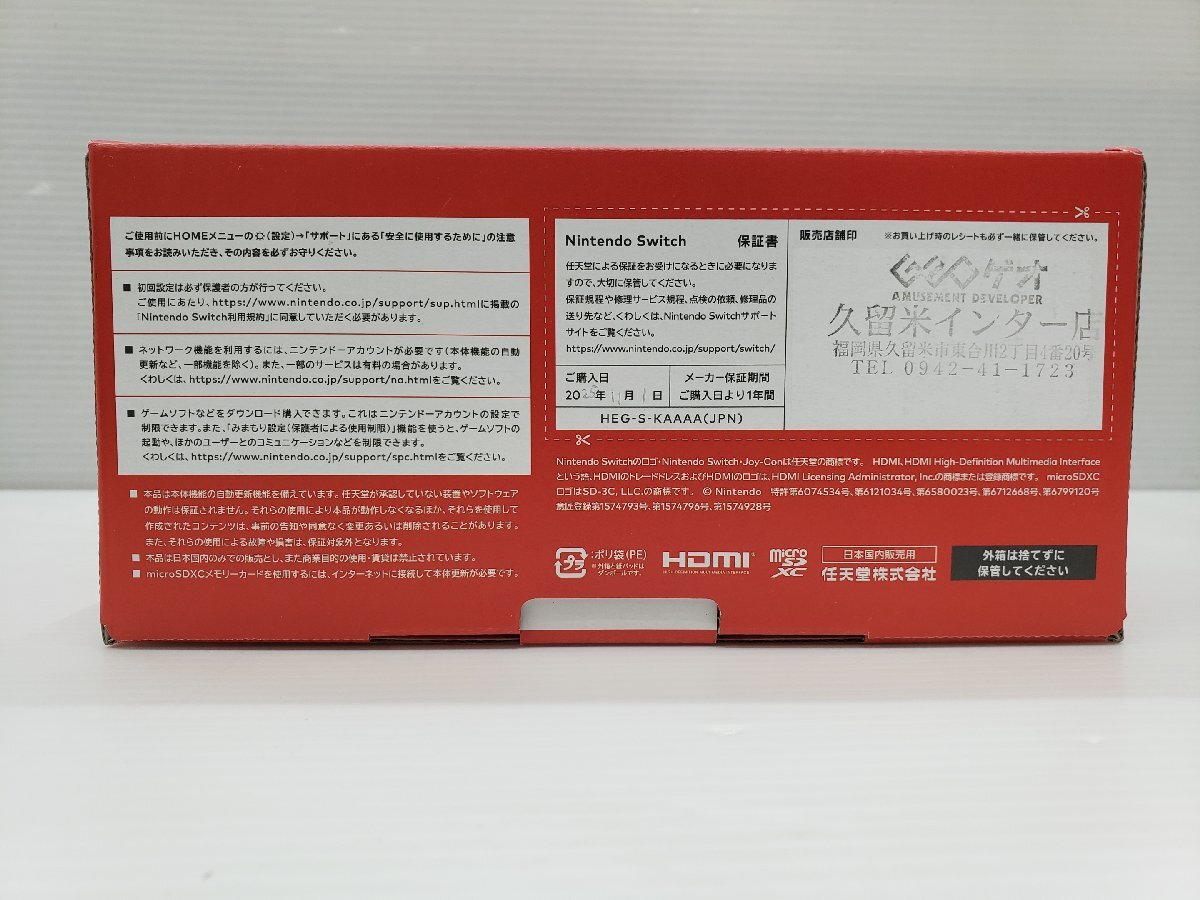 ご使用前にHOMEメニューの(設定)→「サポート」にある「安全に使用するために」の注意
事項をお読みいただき、その内容を必ずお守りください。
■ 初回設定は必ず保護者の方が行ってください。
ご使用にあたり、https://www.nintendo.co.jp/support/sup.htmlに掲載の
「Nintendo Switch利用規約」に同意していただく必要があります。
■ ネットワーク機能を利用するには、ニンテンドーアカウントが必要です(本体機能の自動
更新など、一部機能を除く)。また、一部のサービスは有料の場合があります。
くわしくは、https://www.nintendo.co.jp/support/na.htmlをご覧ください。
■ ゲームソフトなどをダウンロード購入できます。これはニンテンドーアカウントの設定で
制限できます。また、「みまもり設定(保護者による使用制限)」機能を使うと、ゲームソフトの
起動や、ほかのユーザーとのコミュニケーションなどを制限できます。
くわしくは、https://www.nintendo.co.jp/support/spc.htmlをご覧ください。
■ 本品は本体機能の自動更新機能を備えています。任天堂が承認していない装置やソフトウェア
の動作は保証されません。それらの使用により本品が動作しなくなるほか、それらを使用して
作成されたコンテンツは、事前の告知や同意なく変更あるいは削除されることがあります。
また、それらの使用による故障や損害は、保証対象外となります。
■ 本品は日本国内のみでの販売とし、また商業目的の使用・賃貸は禁止されています。
■ microSDXCメモリーカードを使用するには、インターネットに接続して本体更新が必要です。
Nintendo Switch 保証書
任天堂による保証をお受けになるときに必要になりま
すので、大切に保管してください。
保証規程や修理サービス規程、点検の依頼、修理品の
送り先など、くわしくは、Nintendo Switchサポート
サイトをご覧ください。
https://www.nintendo.co.jp/support/switch/
ご購入日
2025年 11月 1日
メーカー保証期間
ご購入日より1年間
HEG-S-KAAAA(JPN)
販売店舗印 ※お買い上げ時のレシートも必ず一緒に保管してください。
GEO ゲオ
AMUSEMENT DEVELOPER
久留米インター店
福岡県久留米市東合川2丁目4番20号
TEL 0942-41-1723
Nintendo Switchのロゴ・Nintendo Switch・Joy-Conは任天堂の商標です。 HDMI、HDMI High-Definition Multimedia Interface
という語、HDMIのトレードドレスおよびHDMIのロゴは、HDMI Licensing Administrator, Inc.の商標または登録商標です。 microSDXC
ロゴはSD-3C, LLC.の商標です。 © Nintendo 特許第6074534号、第6121034号、第6580023号、第6712668号、第6799120号
意匠登録第1574793号、第1574796号、第1574928号
プラ
:ポリ袋(PE)
※外箱と紙パッドは
ダンボールです。
HDMI
HIGH-DEFINITION MULTIMEDIA INTERFACE
micro
SD
XC
日本国内販売用
任天堂株式会社
外箱は捨てずに
保管してください